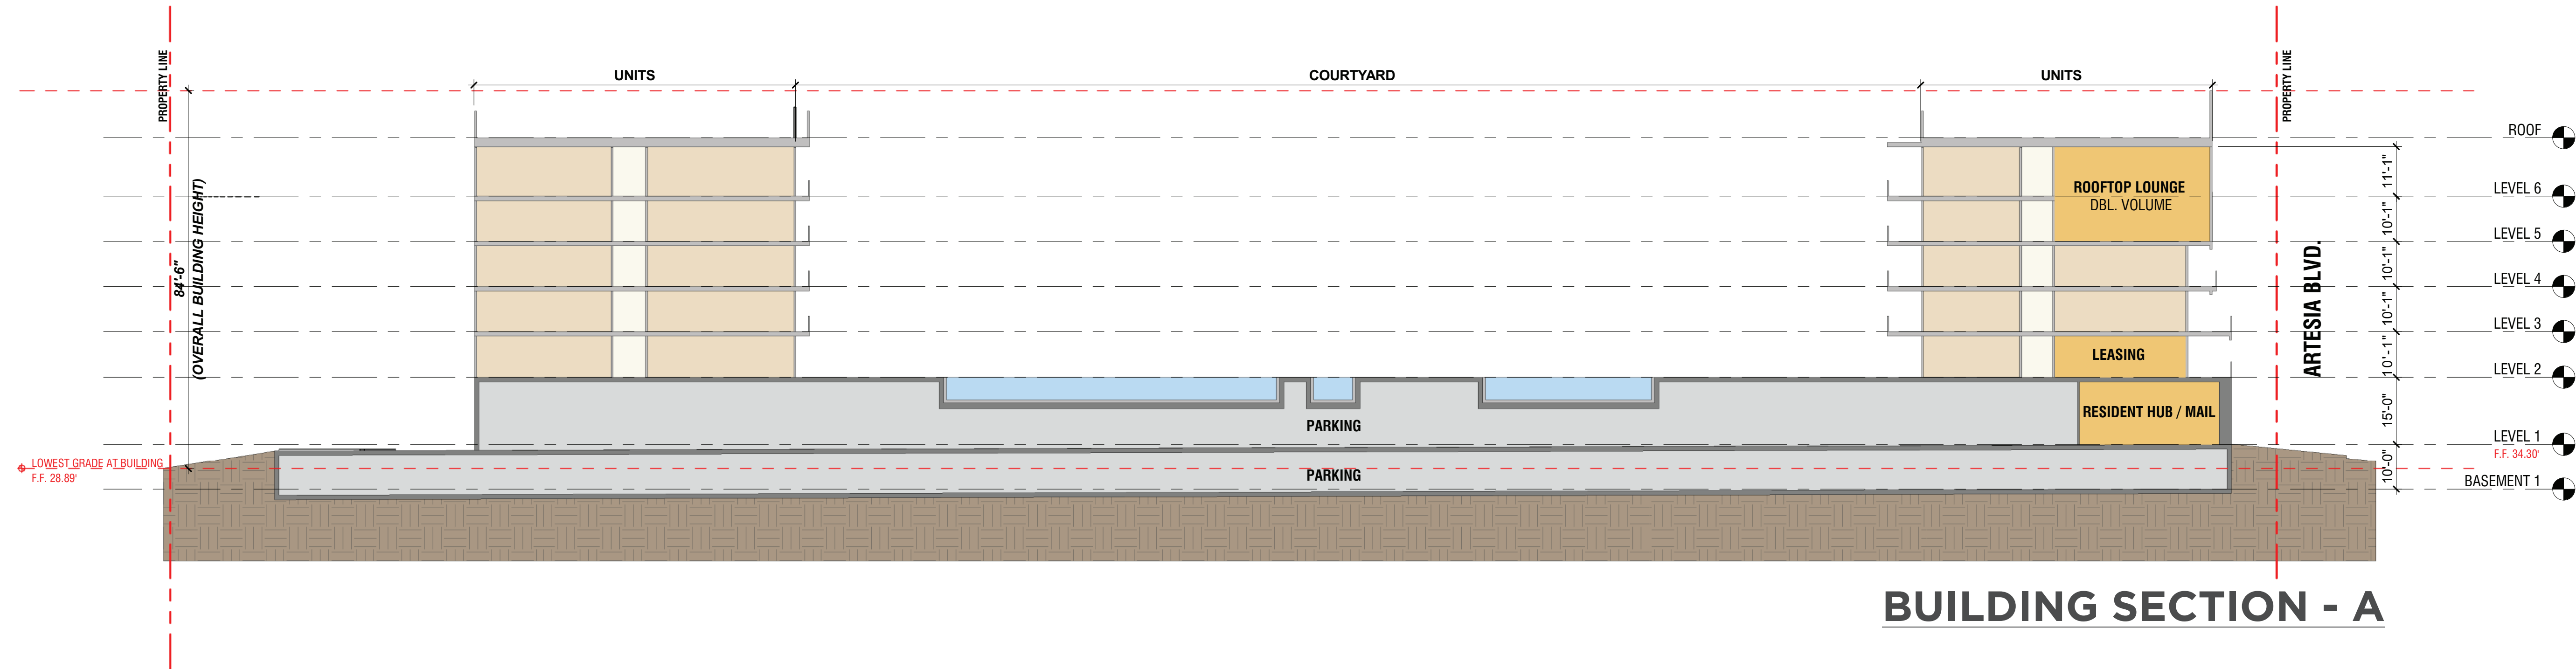 PROPERTY LINE
UNITS
COURTYARD
UNITS
PROPERTY LINE
84'-6"
(OVERALL BUILDING HEIGHT)
ROOF
11'-1"
LEVEL 6
ROOFTOP LOUNGE
DBL. VOLUME
10'-1"
LEVEL 5
10'-1"
LEVEL 4
10'-1"
LEVEL 3
ARTESIA BLVD.
LEASING
10'-1"
LEVEL 2
RESIDENT HUB / MAIL
15'-0"
PARKING
LEVEL 1
F.F. 34.30'
LOWEST GRADE AT BUILDING
F.F. 28.89'
PARKING
10'-0"
BASEMENT 1
BUILDING SECTION - A